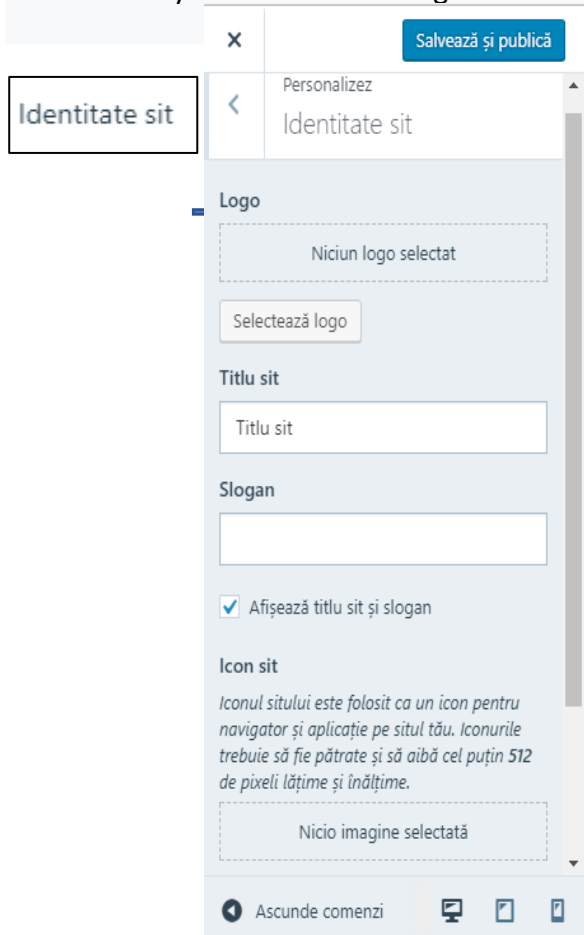 Salvează și publică
Identitate sit
Personalizez
Identitate sit
Logo
Niciun logo selectat
Selectează logo
Titlu sit
Titlu sit
Slogan
Afișează titlu sit și slogan
Icon sit
Iconul sitului este folosit ca un icon pentru
navigator și aplicație pe situl tău. Iconurile
trebuie să fie pătrate și să aibă cel puțin 512
de pixeli lățime și înălțime.
Nicio imagine selectată
Ascunde comenzi